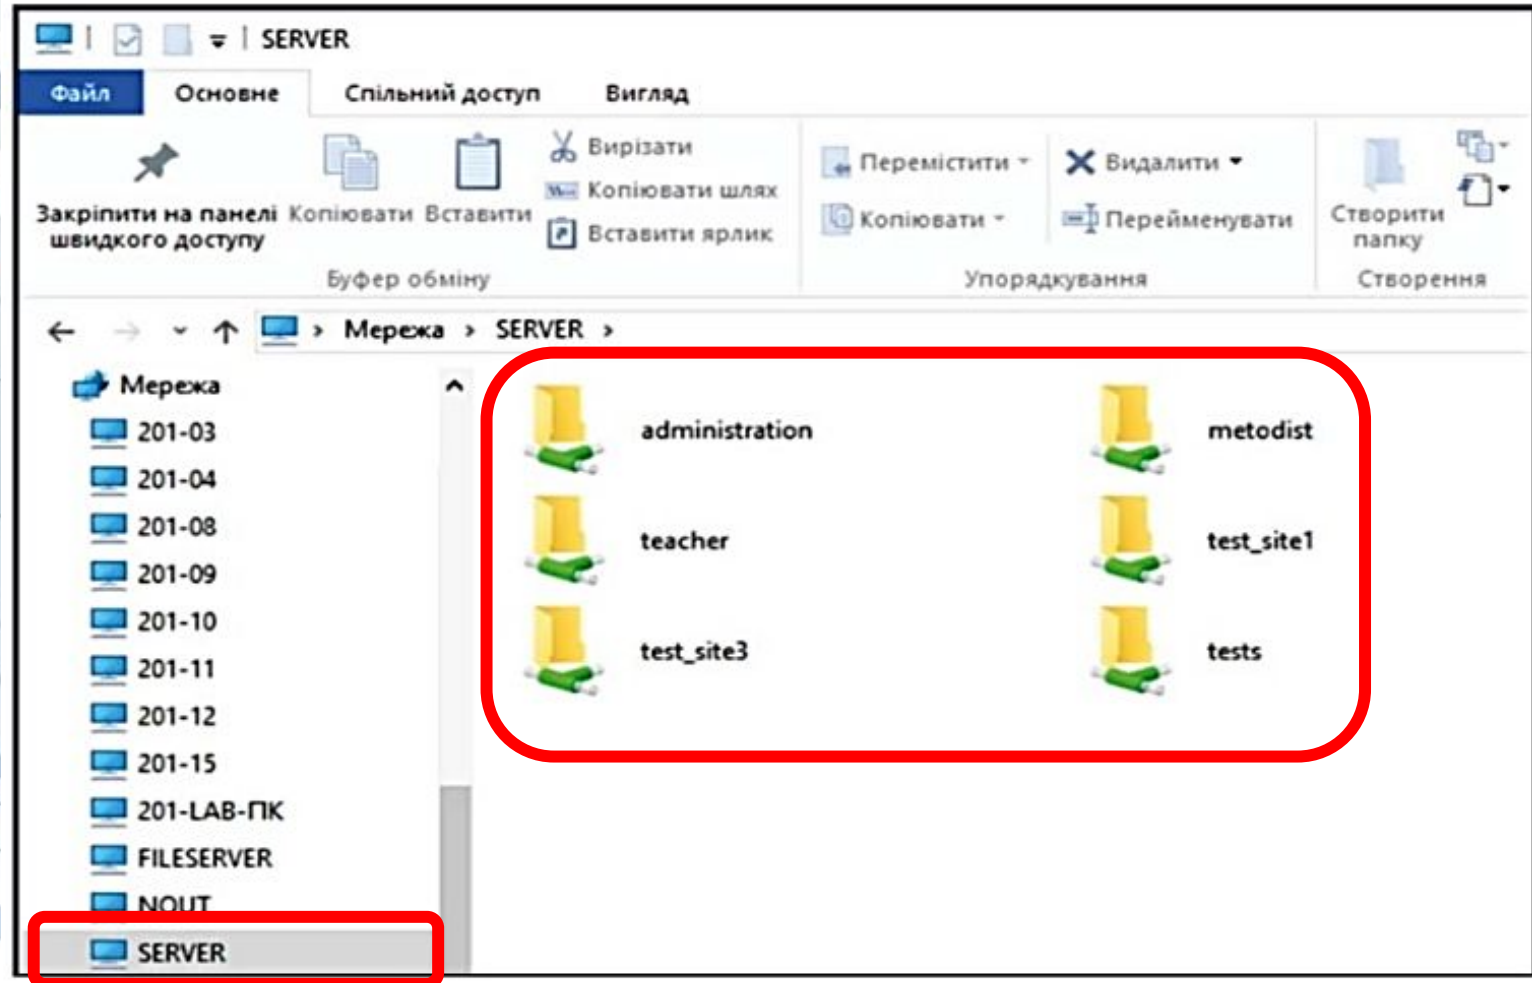 SERVER
Файл Основне Спільний доступ Вигляд
Закріпити на панелі швидкого доступу
Копіювати
Вставити
Вирізати
Копіювати шлях
Вставити ярлик
Буфер обміну
Перемістити
Копіювати
Видалити
Перейменувати
Упорядкування
Створити папку
Створення
Мережа > SERVER >
Мережа
201-03
201-04
201-08
201-09
201-10
201-11
201-12
201-15
201-LAB-ПК
FILESERVER
NOUT
SERVER
administration
metodist
teacher
test_site1
test_site3
tests